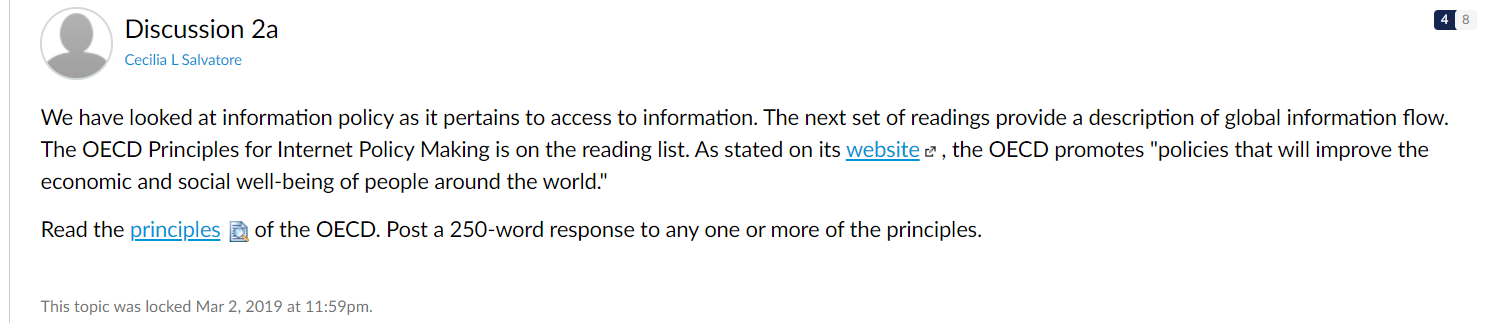 Discussion 2a
4 8
Cecilia L Salvatore
We have looked at information policy as it pertains to access to information. The next set of readings provide a description of global information flow.
The OECD Principles for Internet Policy Making is on the reading list. As stated on its website , the OECD promotes "policies that will improve the
economic and social well-being of people around the world."
Read the principles of the OECD. Post a 250-word response to any one or more of the principles.
This topic was locked Mar 2, 2019 at 11:59pm.